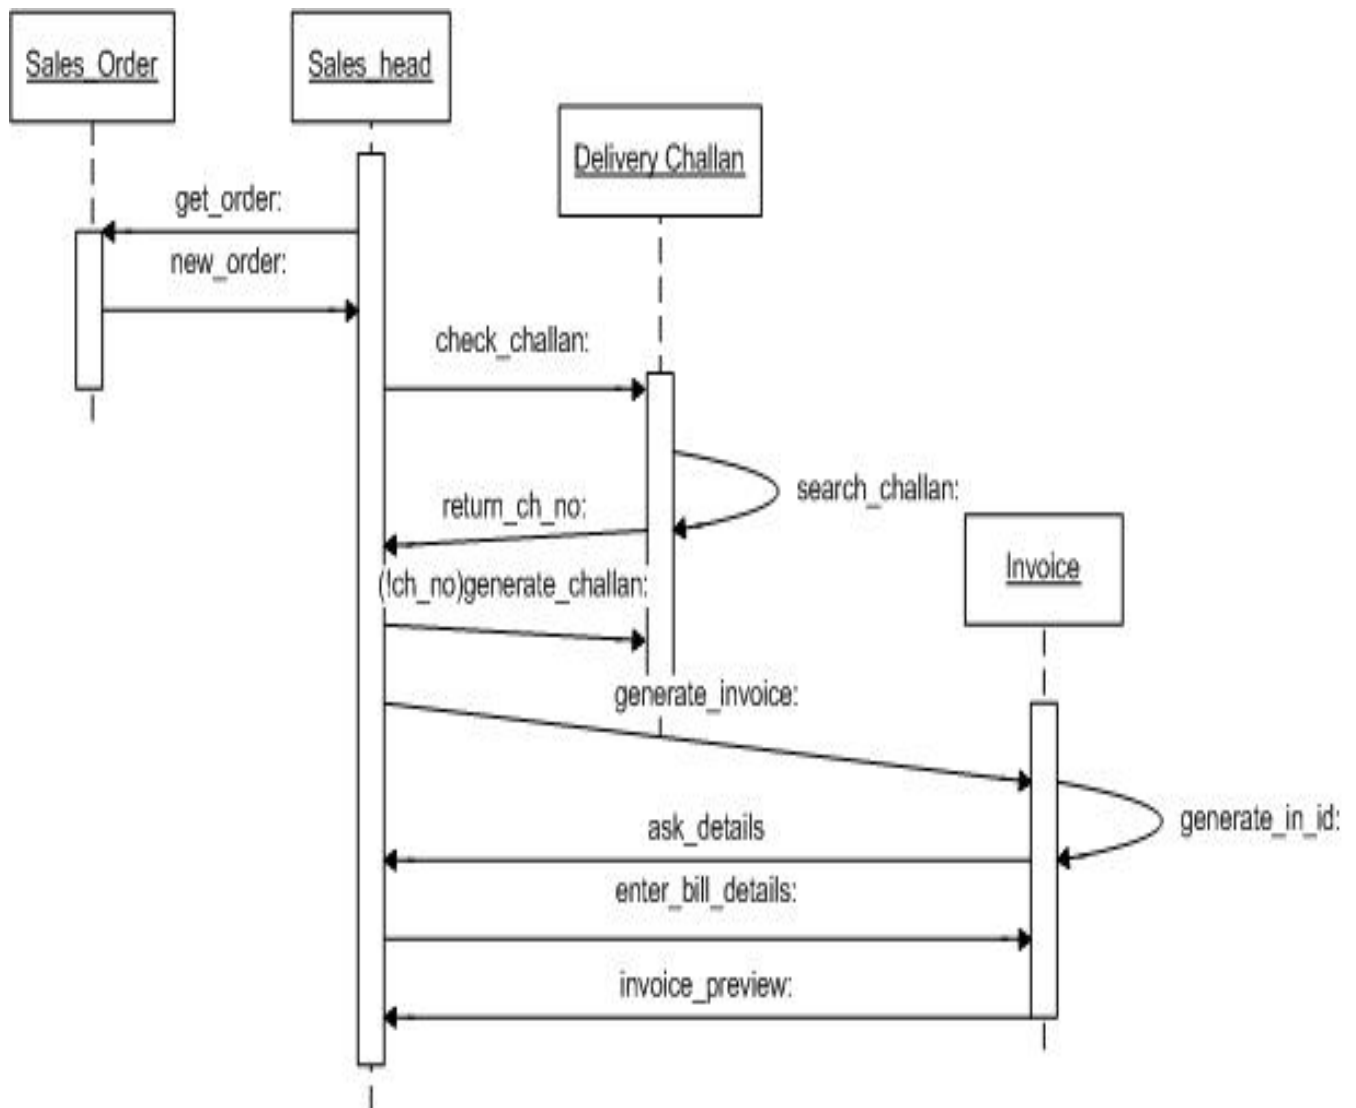 Sales_Order
Sales_head
Delivery Challan
get_order:
new_order:
check_challan:
search_challan:
return_ch_no:
Invoice
(!ch_no)generate_challan:
generate_invoice:
generate_in_id:
ask_details
enter_bill_details:
invoice_preview: